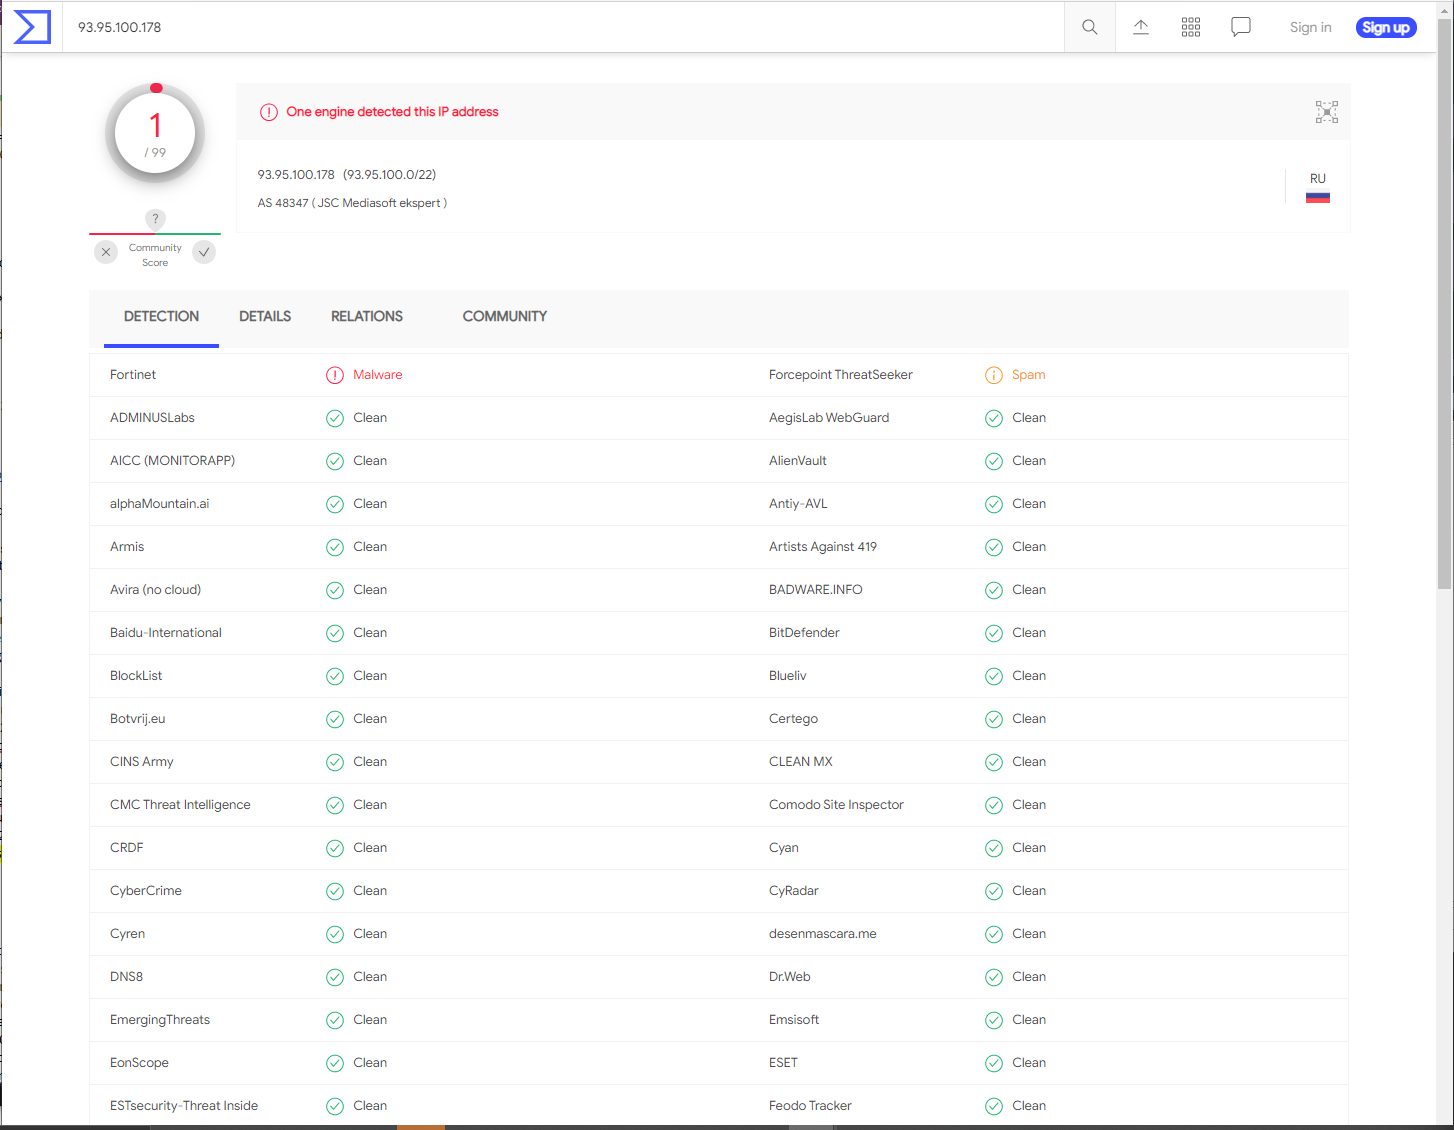 93.95.100.178
Sign in
Sign up
1
/ 99
One engine detected this IP address
93.95.100.178 (93.95.100.0/22)
AS 48347 ( JSC Mediasoft ekspert )
RU
?
Community
Score
DETECTION DETAILS RELATIONS COMMUNITY
Fortinet Malware Forcepoint ThreatSeeker Spam
ADMINUSLabs Clean AegisLab WebGuard Clean
AICC (MONITORAPP) Clean AlienVault Clean
alphaMountain.ai Clean Antiy-AVL Clean
Armis Clean Artists Against 419 Clean
Avira (no cloud) Clean BADWARE.INFO Clean
Baidu-International Clean BitDefender Clean
BlockList Clean Blueliv Clean
Botvrij.eu Clean Certego Clean
CINS Army Clean CLEAN MX Clean
CMC Threat Intelligence Clean Comodo Site Inspector Clean
CRDF Clean Cyan Clean
CyberCrime Clean CyRadar Clean
Cyren Clean desenmascara.me Clean
DNS8 Clean Dr.Web Clean
EmergingThreats Clean Emsisoft Clean
EonScope Clean ESET Clean
ESTsecurity-Threat Inside Clean Feodo Tracker Clean